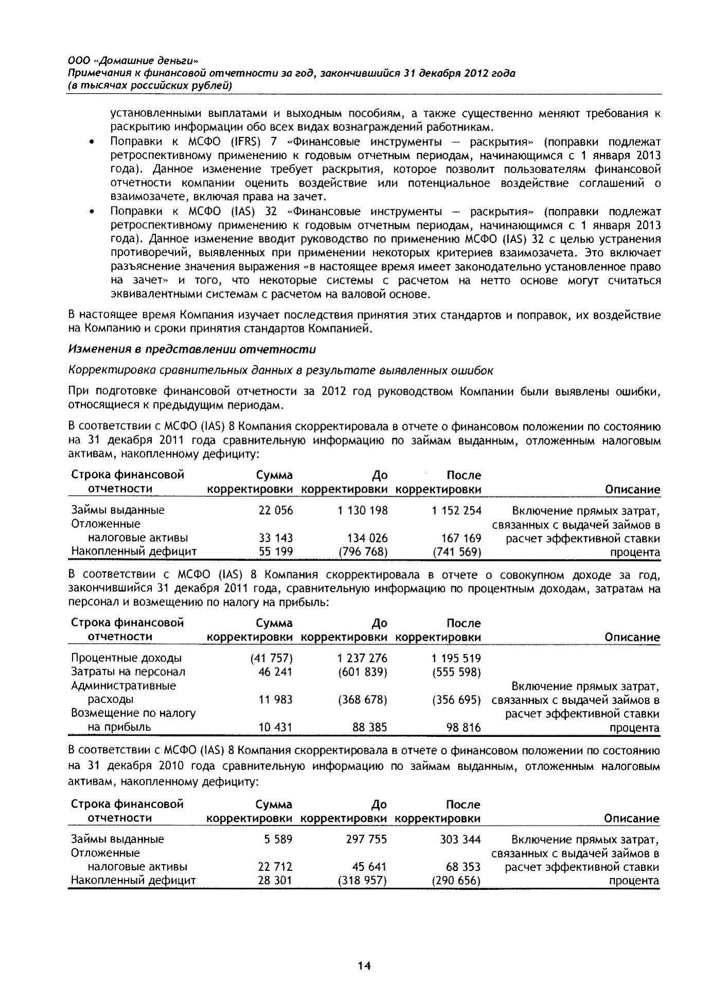 ООО «Домашние деньги»
Примечания к финансовой отчетности за год, закончившийся 31 декабря 2012 года
(в тысячах российских рублей)
установленными выплатами и выходным пособиям, а также существенно меняют требования к
раскрытию информации обо всех видах вознаграждений работникам.
• Поправки к МСФО (IFRS) 7 «Финансовые инструменты — раскрытия» (поправки подлежат
ретроспективному применению к годовым отчетным периодам, начинающимся с 1 января 2013
года). Данное изменение требует раскрытия, которое позволит пользователям финансовой
отчетности компании оценить воздействие или потенциальное воздействие соглашений о
взаимозачете, включая права на зачет.
• Поправки к МСФО (IAS) 32 «Финансовые инструменты — раскрытия» (поправки подлежат
ретроспективному применению к годовым отчетным периодам, начинающимся с 1 января 2013
года). Данное изменение вводит руководство по применению МСФО (IAS) 32 с целью устранения
противоречий, выявленных при применении некоторых критериев взаимозачета. Это включает
разъяснение значения выражения «в настоящее время имеет законодательно установленное право
на зачет» и того, что некоторые системы с расчетом на нетто основе могут считаться
эквивалентными системам с расчетом на валовой основе.
В настоящее время Компания изучает последствия принятия этих стандартов и поправок, их воздействие
на Компанию и сроки принятия стандартов Компанией.
Изменения в представлении отчетности
Корректировка сравнительных данных в результате выявленных ошибок
При подготовке финансовой отчетности за 2012 год руководством Компании были выявлены ошибки,
относящиеся к предыдущим периодам.
В соответствии с МСФО (IAS) 8 Компания скорректировала в отчете о финансовом положении по состоянию
на 31 декабря 2011 года сравнительную информацию по займам выданным, отложенным налоговым
активам, накопленному дефициту:
Строка финансовой Сумма До После
отчетности корректировки корректировки корректировки Описание
Займы выданные 22 056 1 130 198 1 152 254 Включение прямых затрат,
Отложенные связанных с выдачей займов в
налоговые активы 33 143 134 026 167 169 расчет эффективной ставки
Накопленный дефицит 55 199 (796 768) (741 569) процента
В соответствии с МСФО (IAS) 8 Компания скорректировала в отчете о совокупном доходе за год,
закончившийся 31 декабря 2011 года, сравнительную информацию по процентным доходам, затратам на
персонал и возмещению по налогу на прибыль:
Строка финансовой Сумма До После
отчетности корректировки корректировки корректировки Описание
Процентные доходы (41 757) 1 237 276 1 195 519
Затраты на персонал 46 241 (601 839) (555 598)
Административные Включение прямых затрат,
расходы 11 983 (368 678) (356 695) связанных с выдачей займов в
Возмещение по налогу расчет эффективной ставки
на прибыль 10 431 88 385 98 816 процента
В соответствии с МСФО (IAS) 8 Компания скорректировала в отчете о финансовом положении по состоянию
на 31 декабря 2010 года сравнительную информацию по займам выданным, отложенным налоговым
активам, накопленному дефициту:
Строка финансовой Сумма До После
отчетности корректировки корректировки корректировки Описание
Займы выданные 5 589 297 755 303 344 Включение прямых затрат,
Отложенные связанных с выдачей займов в
налоговые активы 22 712 45 641 68 353 расчет эффективной ставки
Накопленный дефицит 28 301 (318 957) (290 656) процента
14